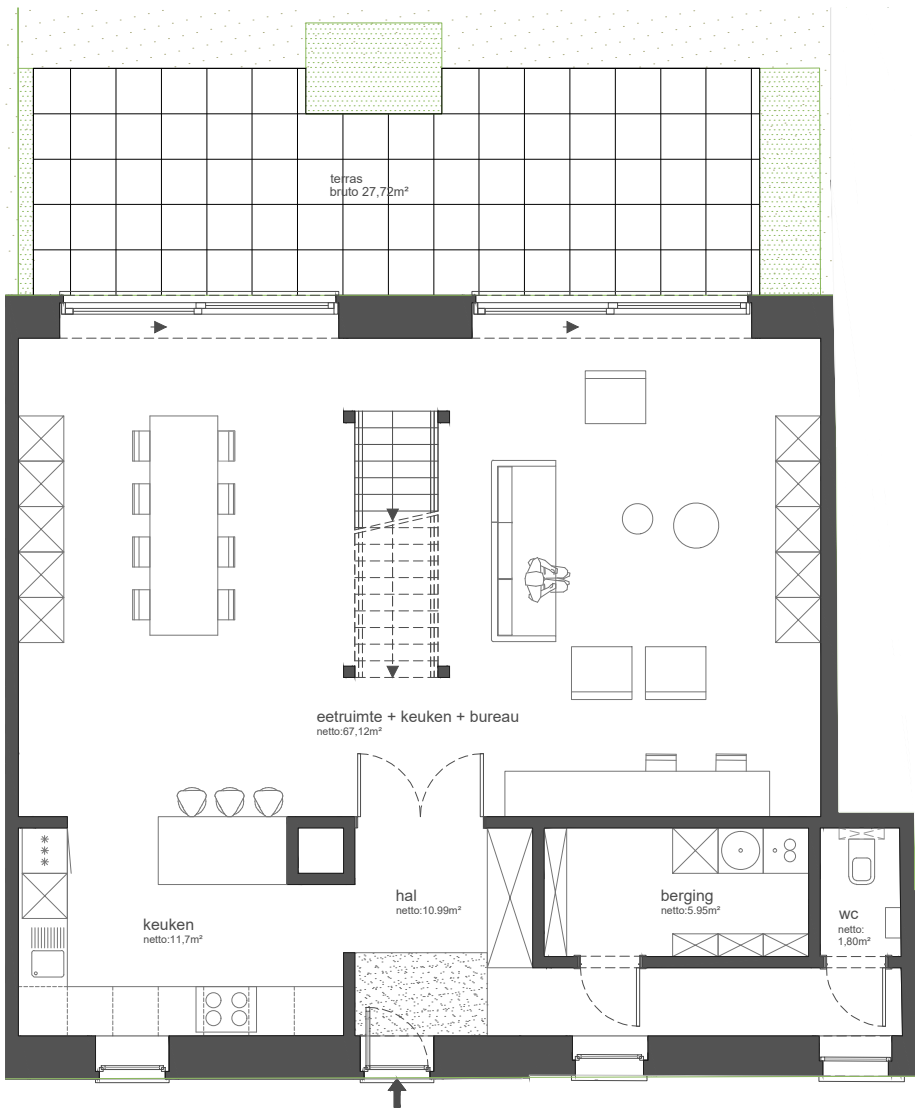 terras
bruto 27,72m²
eetruimte + keuken + bureau
netto:67,12m²
hal
netto:10.99m²
berging
netto:5.95m²
keuken
netto:11,7m²
wc
netto:
1,80m²